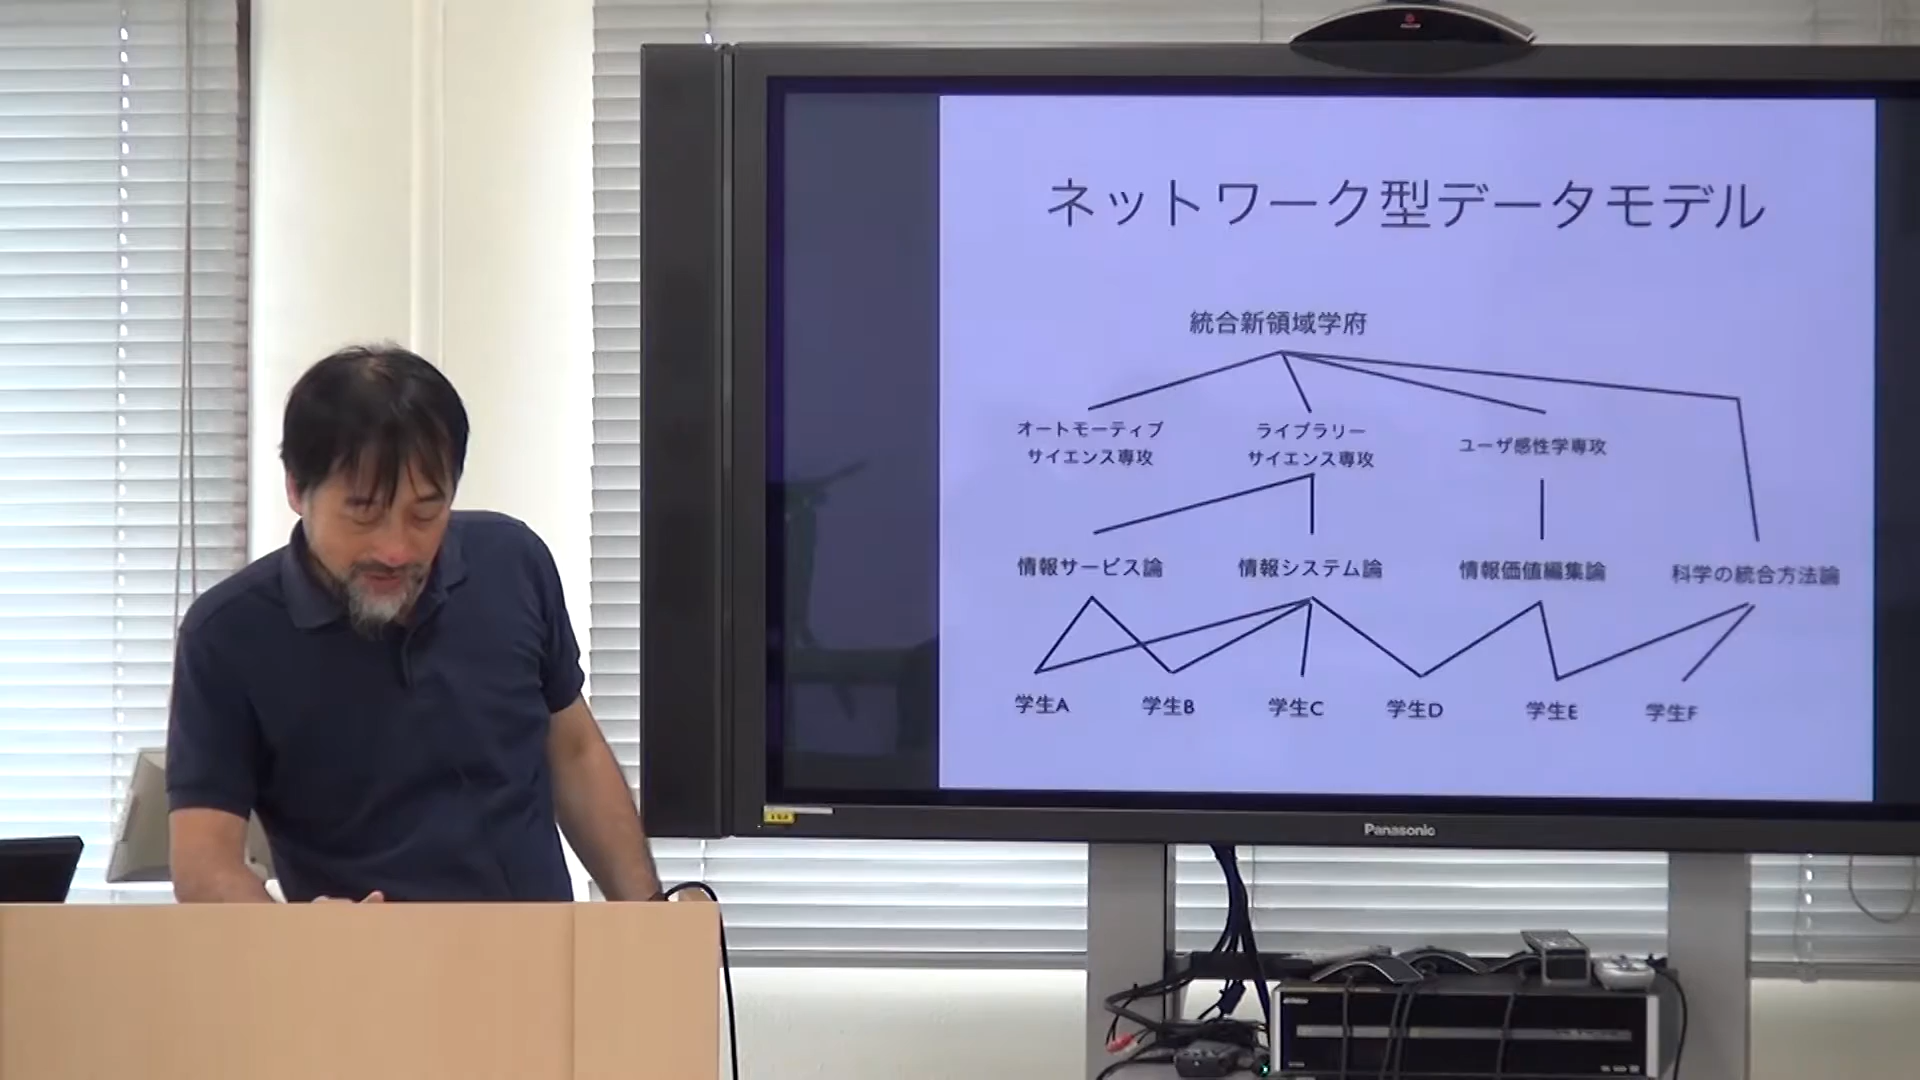 ネットワーク型データモデル
統合新領域学府
オートモーティブ
サイエンス専攻
ライブラリー
サイエンス専攻
ユーザ感性学専攻
情報サービス論
情報システム論
情報価値編集論
科学の統合方法論
学生A
学生B
学生C
学生D
学生E
学生F
Panasonic